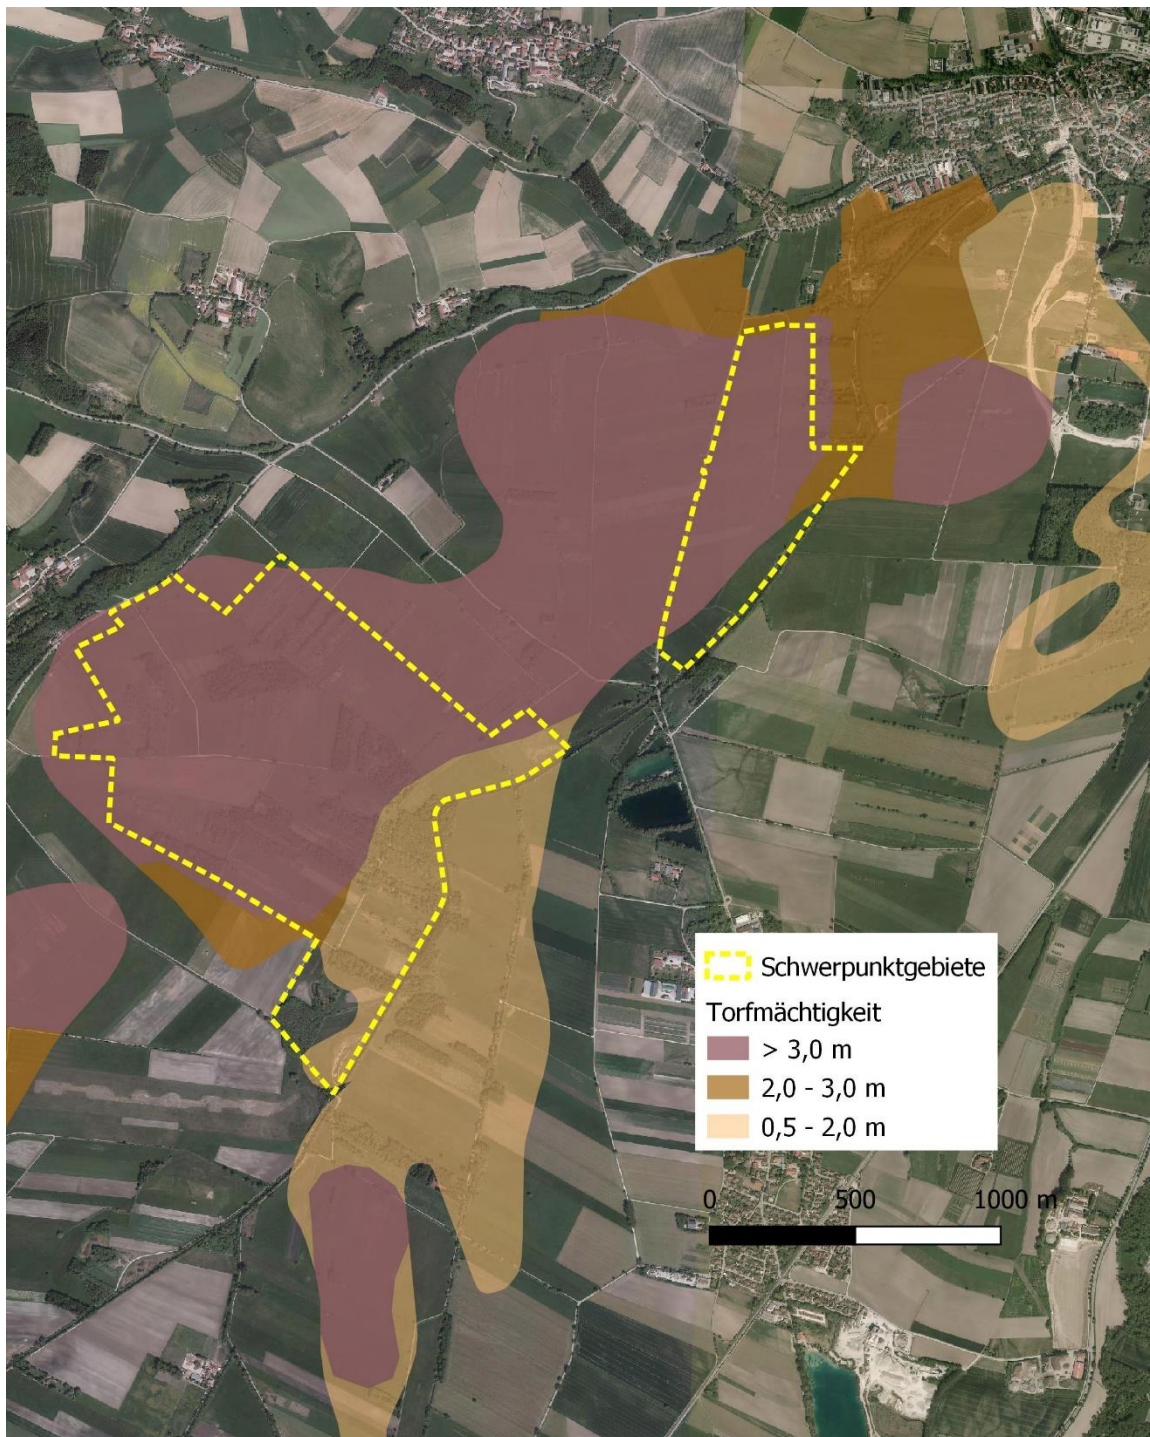 Schwerpunktgebiete
Torfmächtigkeit
> 3,0 m
2,0 - 3,0 m
0,5 - 2,0 m
0 500 1000 m